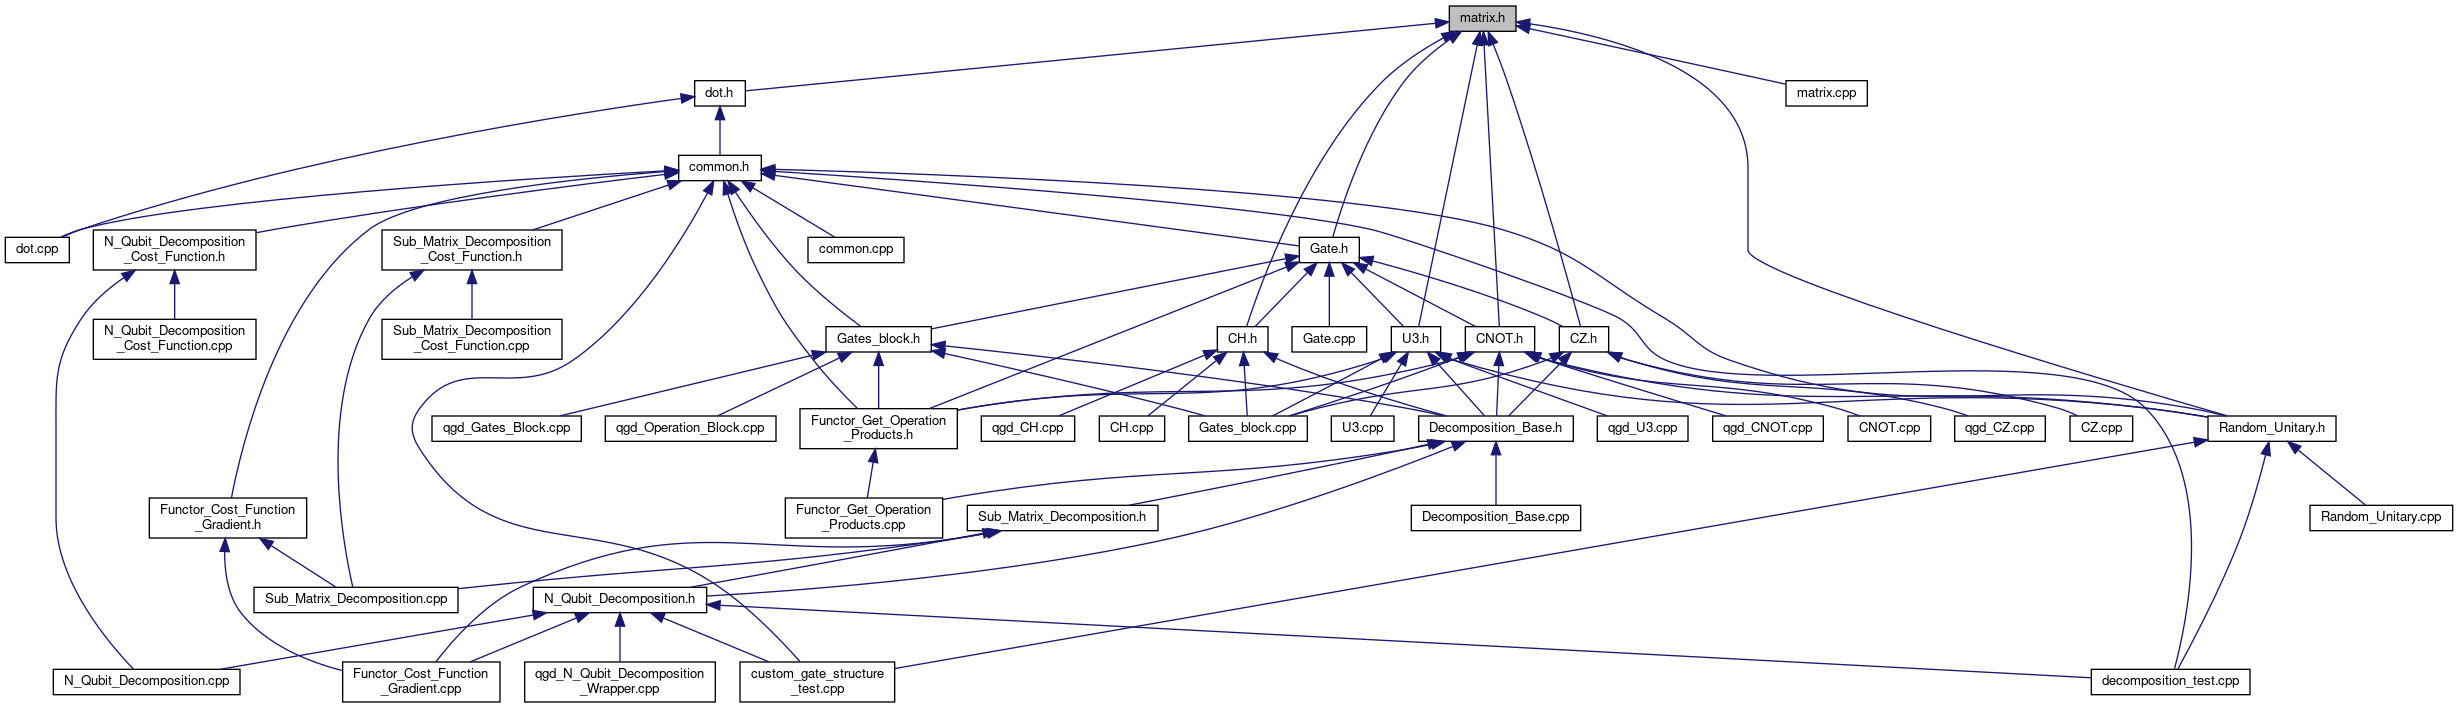 matrix.h
dot.h
matrix.cpp
common.h
dot.cpp
N_Qubit_Decomposition
_Cost_Function.h
Sub_Matrix_Decomposition
_Cost_Function.h
common.cpp
Gate.h
N_Qubit_Decomposition
_Cost_Function.cpp
Sub_Matrix_Decomposition
_Cost_Function.cpp
Gates_block.h
CH.h
Gate.cpp
U3.h
CNOT.h
CZ.h
qgd_Gates_Block.cpp
qgd_Operation_Block.cpp
Functor_Get_Operation
_Products.h
qgd_CH.cpp
CH.cpp
Gates_block.cpp
U3.cpp
Decomposition_Base.h
qgd_U3.cpp
qgd_CNOT.cpp
CNOT.cpp
qgd_CZ.cpp
CZ.cpp
Random_Unitary.h
Functor_Cost_Function
_Gradient.h
Functor_Get_Operation
_Products.cpp
Sub_Matrix_Decomposition.h
Decomposition_Base.cpp
Random_Unitary.cpp
Sub_Matrix_Decomposition.cpp
N_Qubit_Decomposition.h
N_Qubit_Decomposition.cpp
Functor_Cost_Function
_Gradient.cpp
qgd_N_Qubit_Decomposition
_Wrapper.cpp
custom_gate_structure
_test.cpp
decomposition_test.cpp